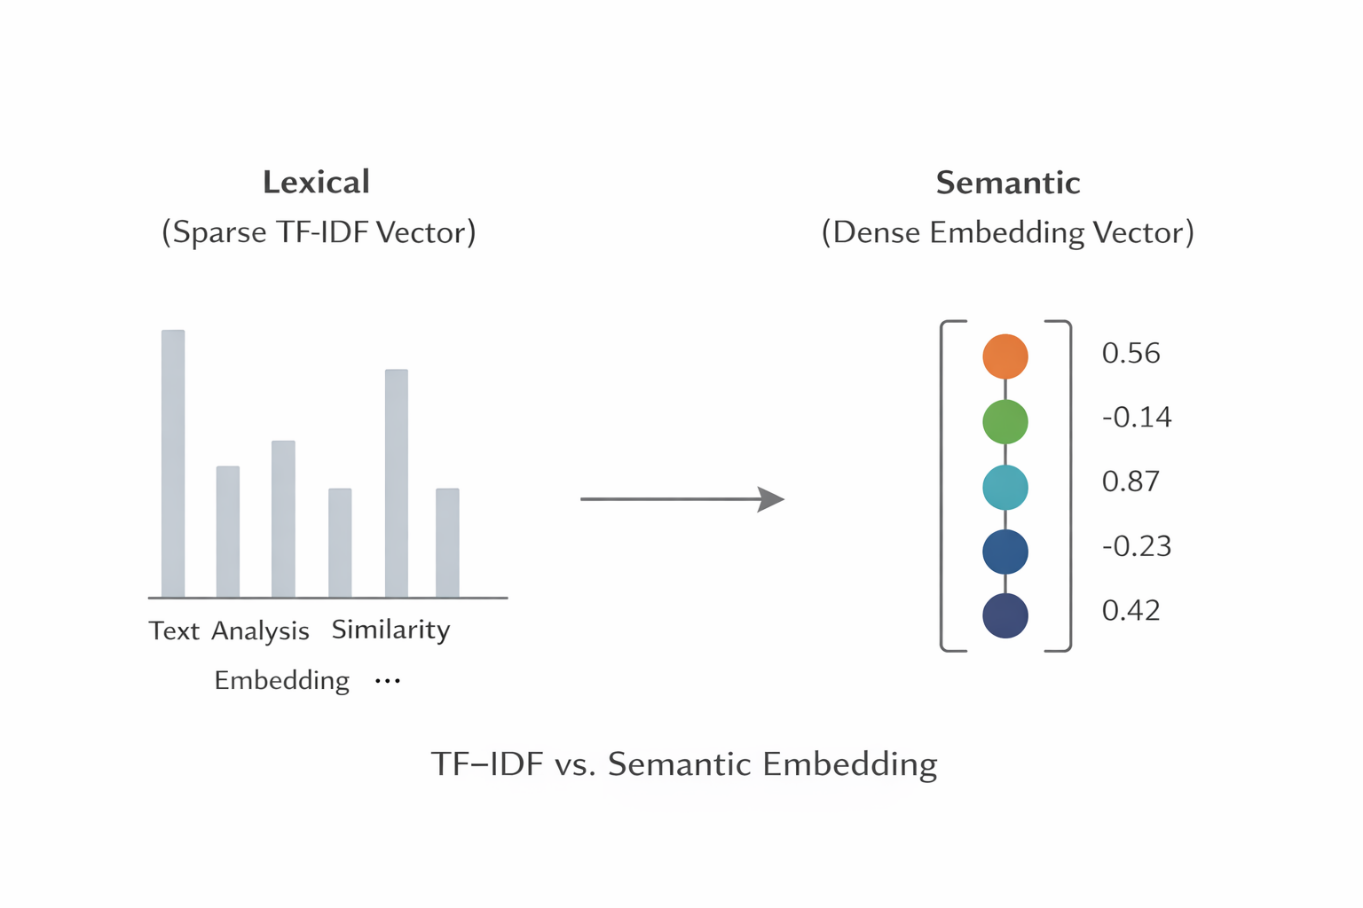 Lexical
(Sparse TF-IDF Vector)
Text Analysis Similarity
Embedding ...
Semantic
(Dense Embedding Vector)
0.56
-0.14
0.87
-0.23
0.42
TF–IDF vs. Semantic Embedding